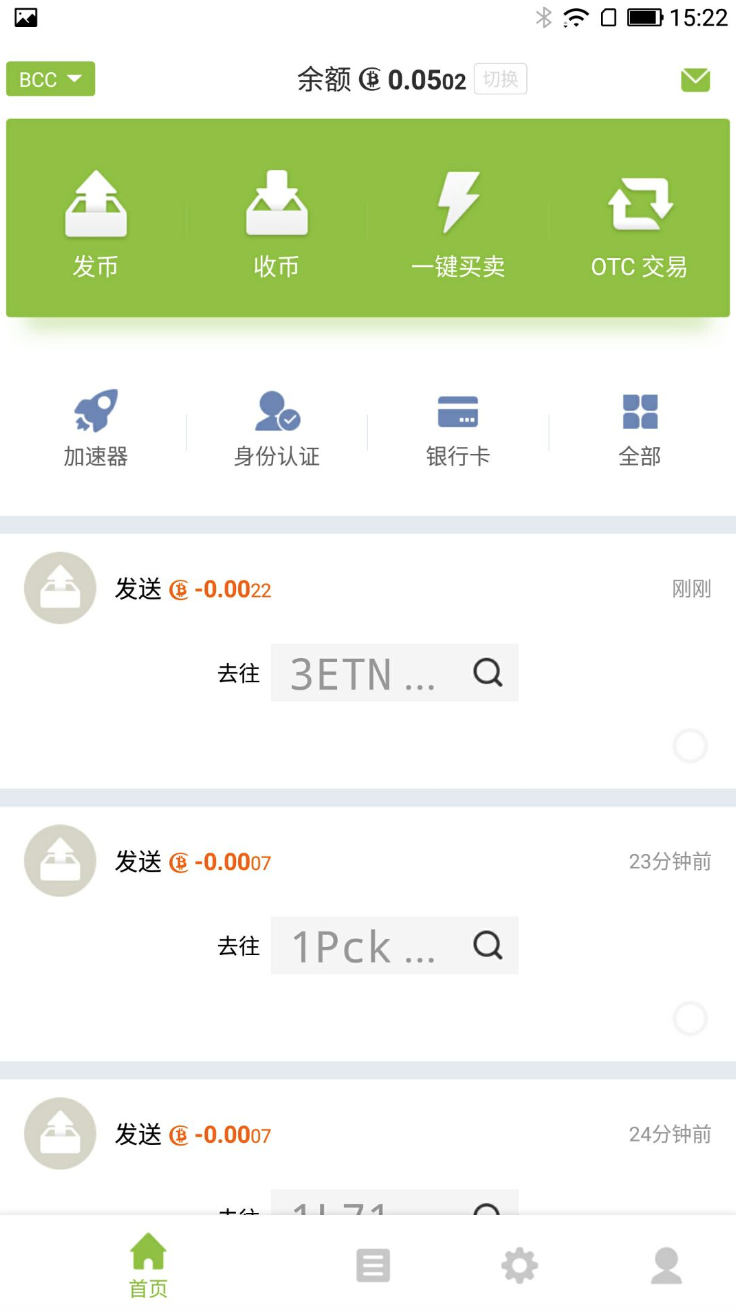 15:22
BCC 余额 0.0502 切换
发币 收币 一键买卖 OTC 交易
加速器 身份认证 银行卡 全部
发送 -0.0022 刚刚
去往 3ETN ...
发送 -0.0007 23分钟前
去往 1Pck ...
发送 -0.0007 24分钟前
首页